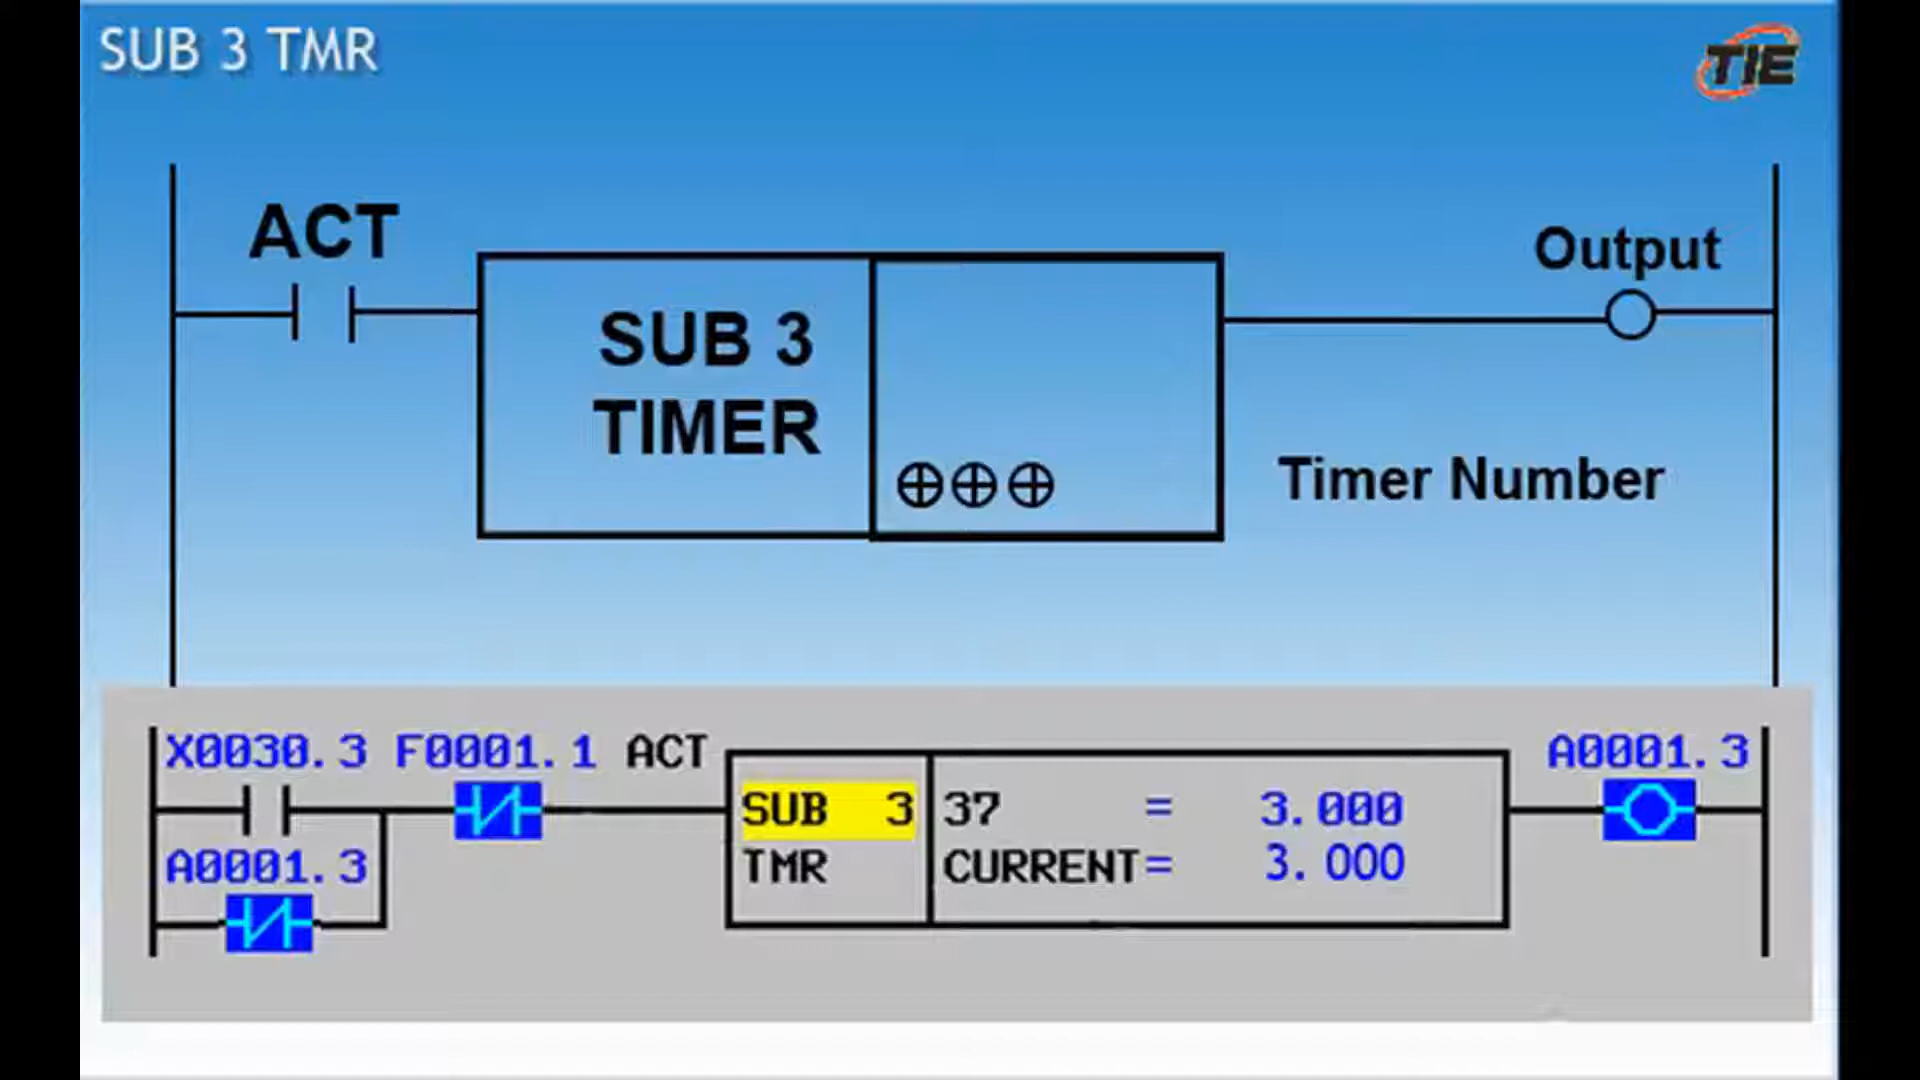 SUB 3 TMR
TIE
ACT
Output
SUB 3
TIMER
Timer Number
X0030.3 F0001.1 ACT
A0001.3
SUB 3 37 = 3.000
A0001.3
TMR CURRENT= 3.000